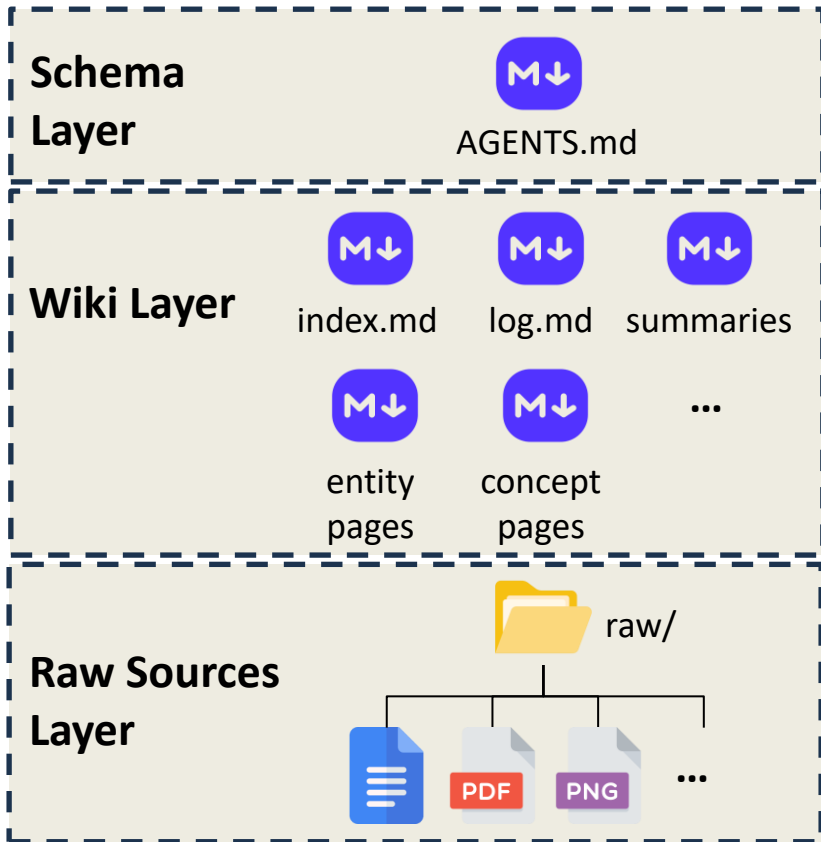 Schema
Layer
M
AGENTS.md
Wiki Layer
M
M
M
index.md
log.md
summaries
M
M
...
entity
pages
concept
pages
raw/
Raw Sources
Layer
PDF
PNG
...